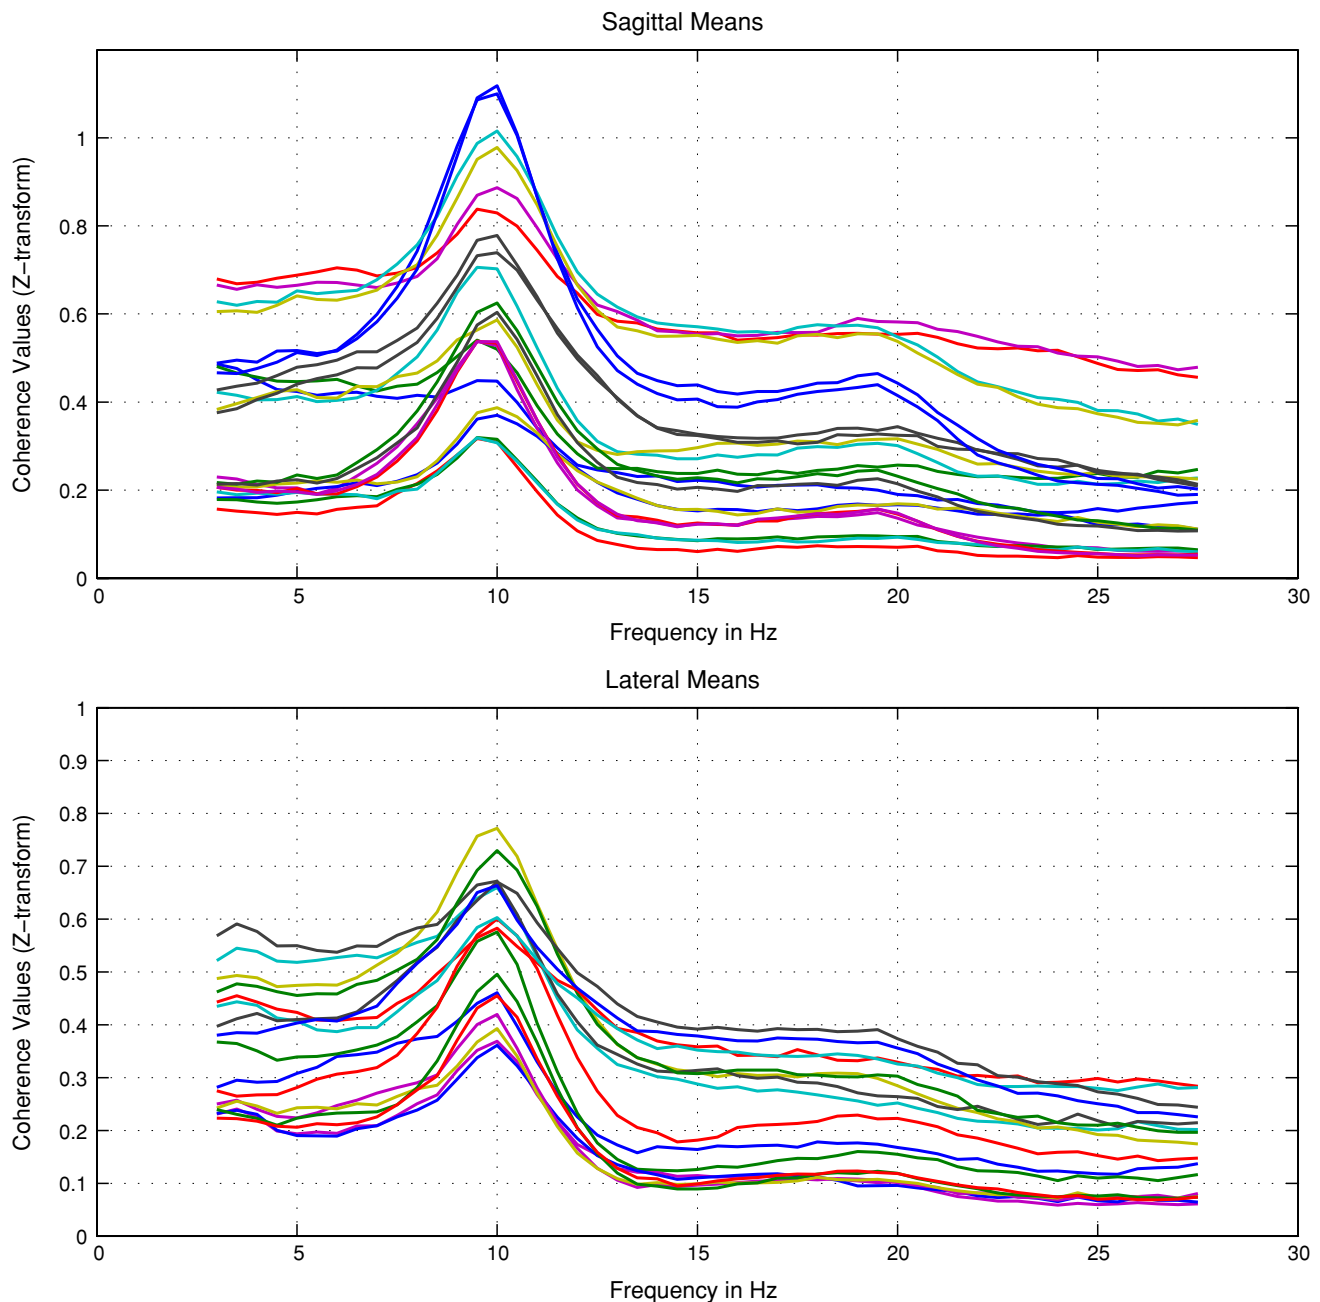 Sagittal Means
1
0.8
0.6
0.4
0.2
0
Coherence Values (Z−transform)
0 5 10 15 20 25 30
Frequency in Hz
Lateral Means
1
0.9
0.8
0.7
0.6
0.5
0.4
0.3
0.2
0.1
0
Coherence Values (Z−transform)
0 5 10 15 20 25 30
Frequency in Hz